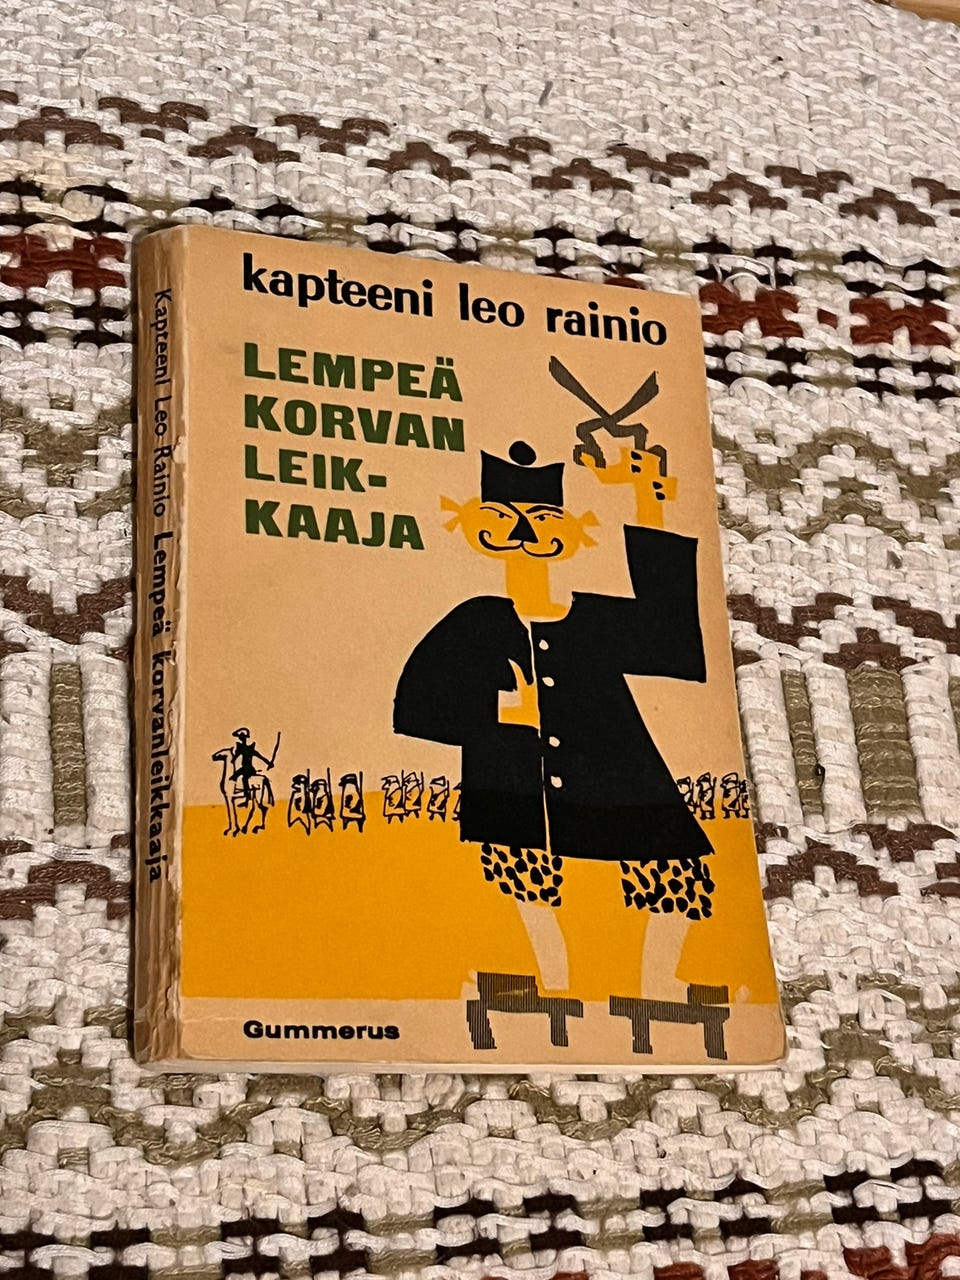 kapteeni leo rainio
LEMPEÄ
KORVAN
LEIK-
KAAJA
Gummerus
Kapteeni Leo Rainio Lempeä korvanleikkaaja